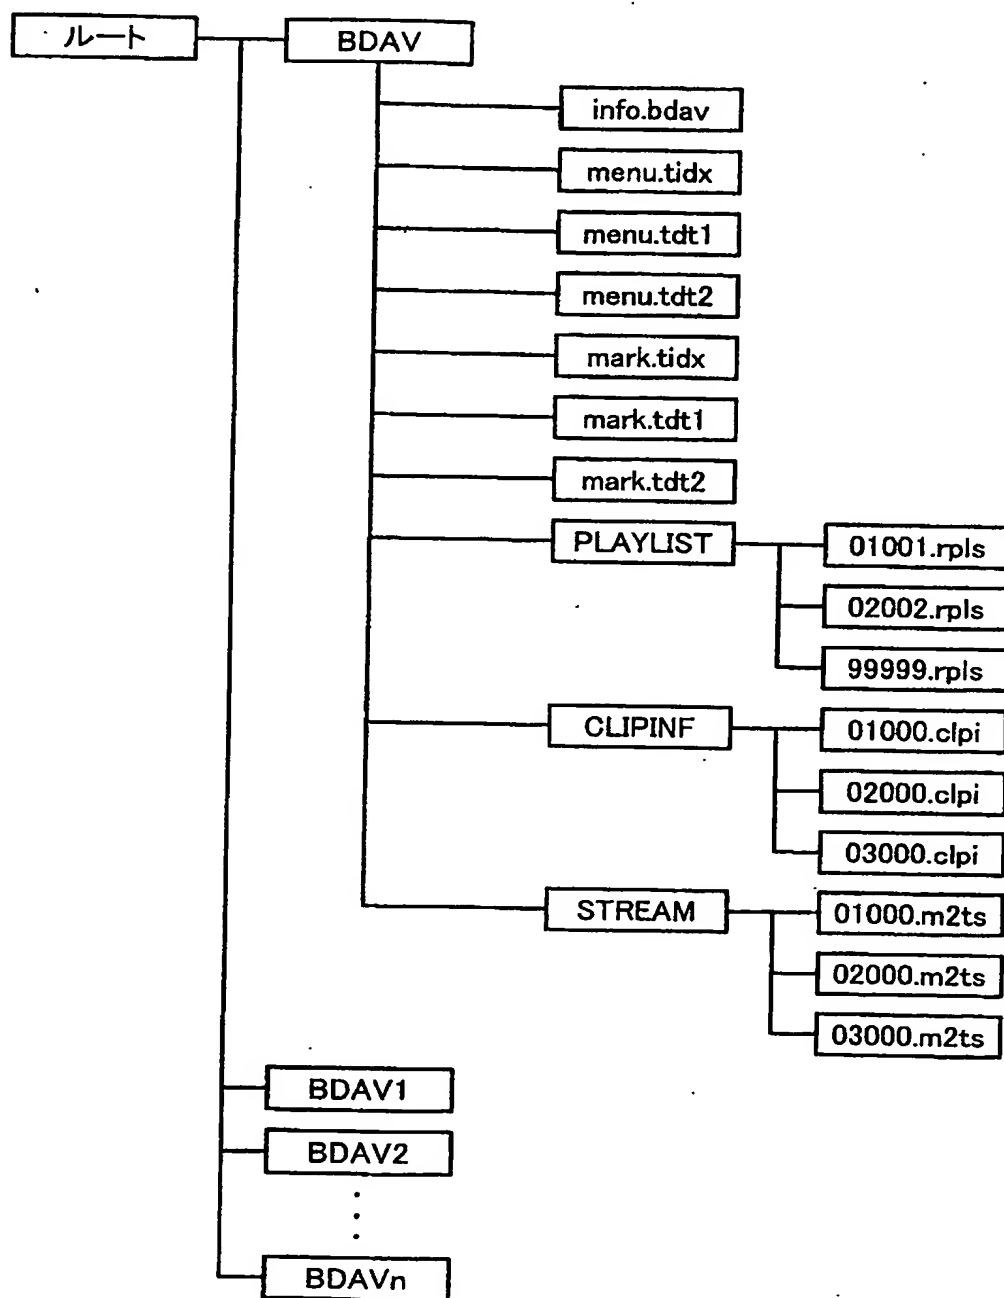 ルート
BDAV
info.bdav
menu.tidx
menu.tdt1
menu.tdt2
mark.tidx
mark.tdt1
mark.tdt2
PLAYLIST
01001.rpls
02002.rpls
99999.rpls
CLIPINF
01000.clpi
02000.clpi
03000.clpi
STREAM
01000.m2ts
02000.m2ts
03000.m2ts
BDAV1
BDAV2
BDAVn